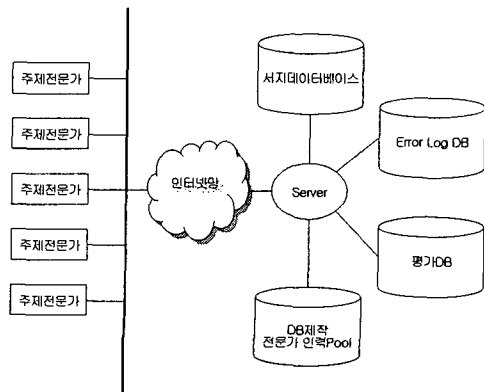 주제전문가
주제전문가
주제전문가
주제전문가
주제전문가
인터넷망
Server
서지데이터베이스
Error Log DB
평가DB
DB제작
전문가 인력Pool